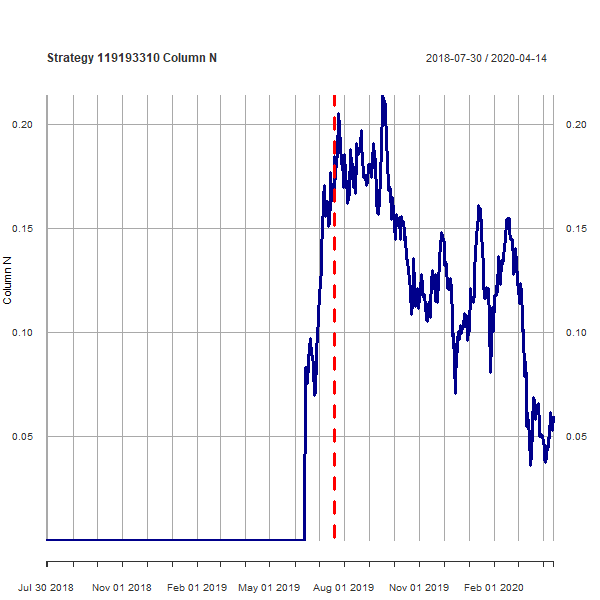 Strategy 119193310 Column N
2018-07-30 / 2020-04-14
0.20
0.20
0.15
0.15
Column N
0.10
0.10
0.05
0.05
Jul 30 2018
Nov 01 2018
Feb 01 2019
May 01 2019
Aug 01 2019
Nov 01 2019
Feb 01 2020